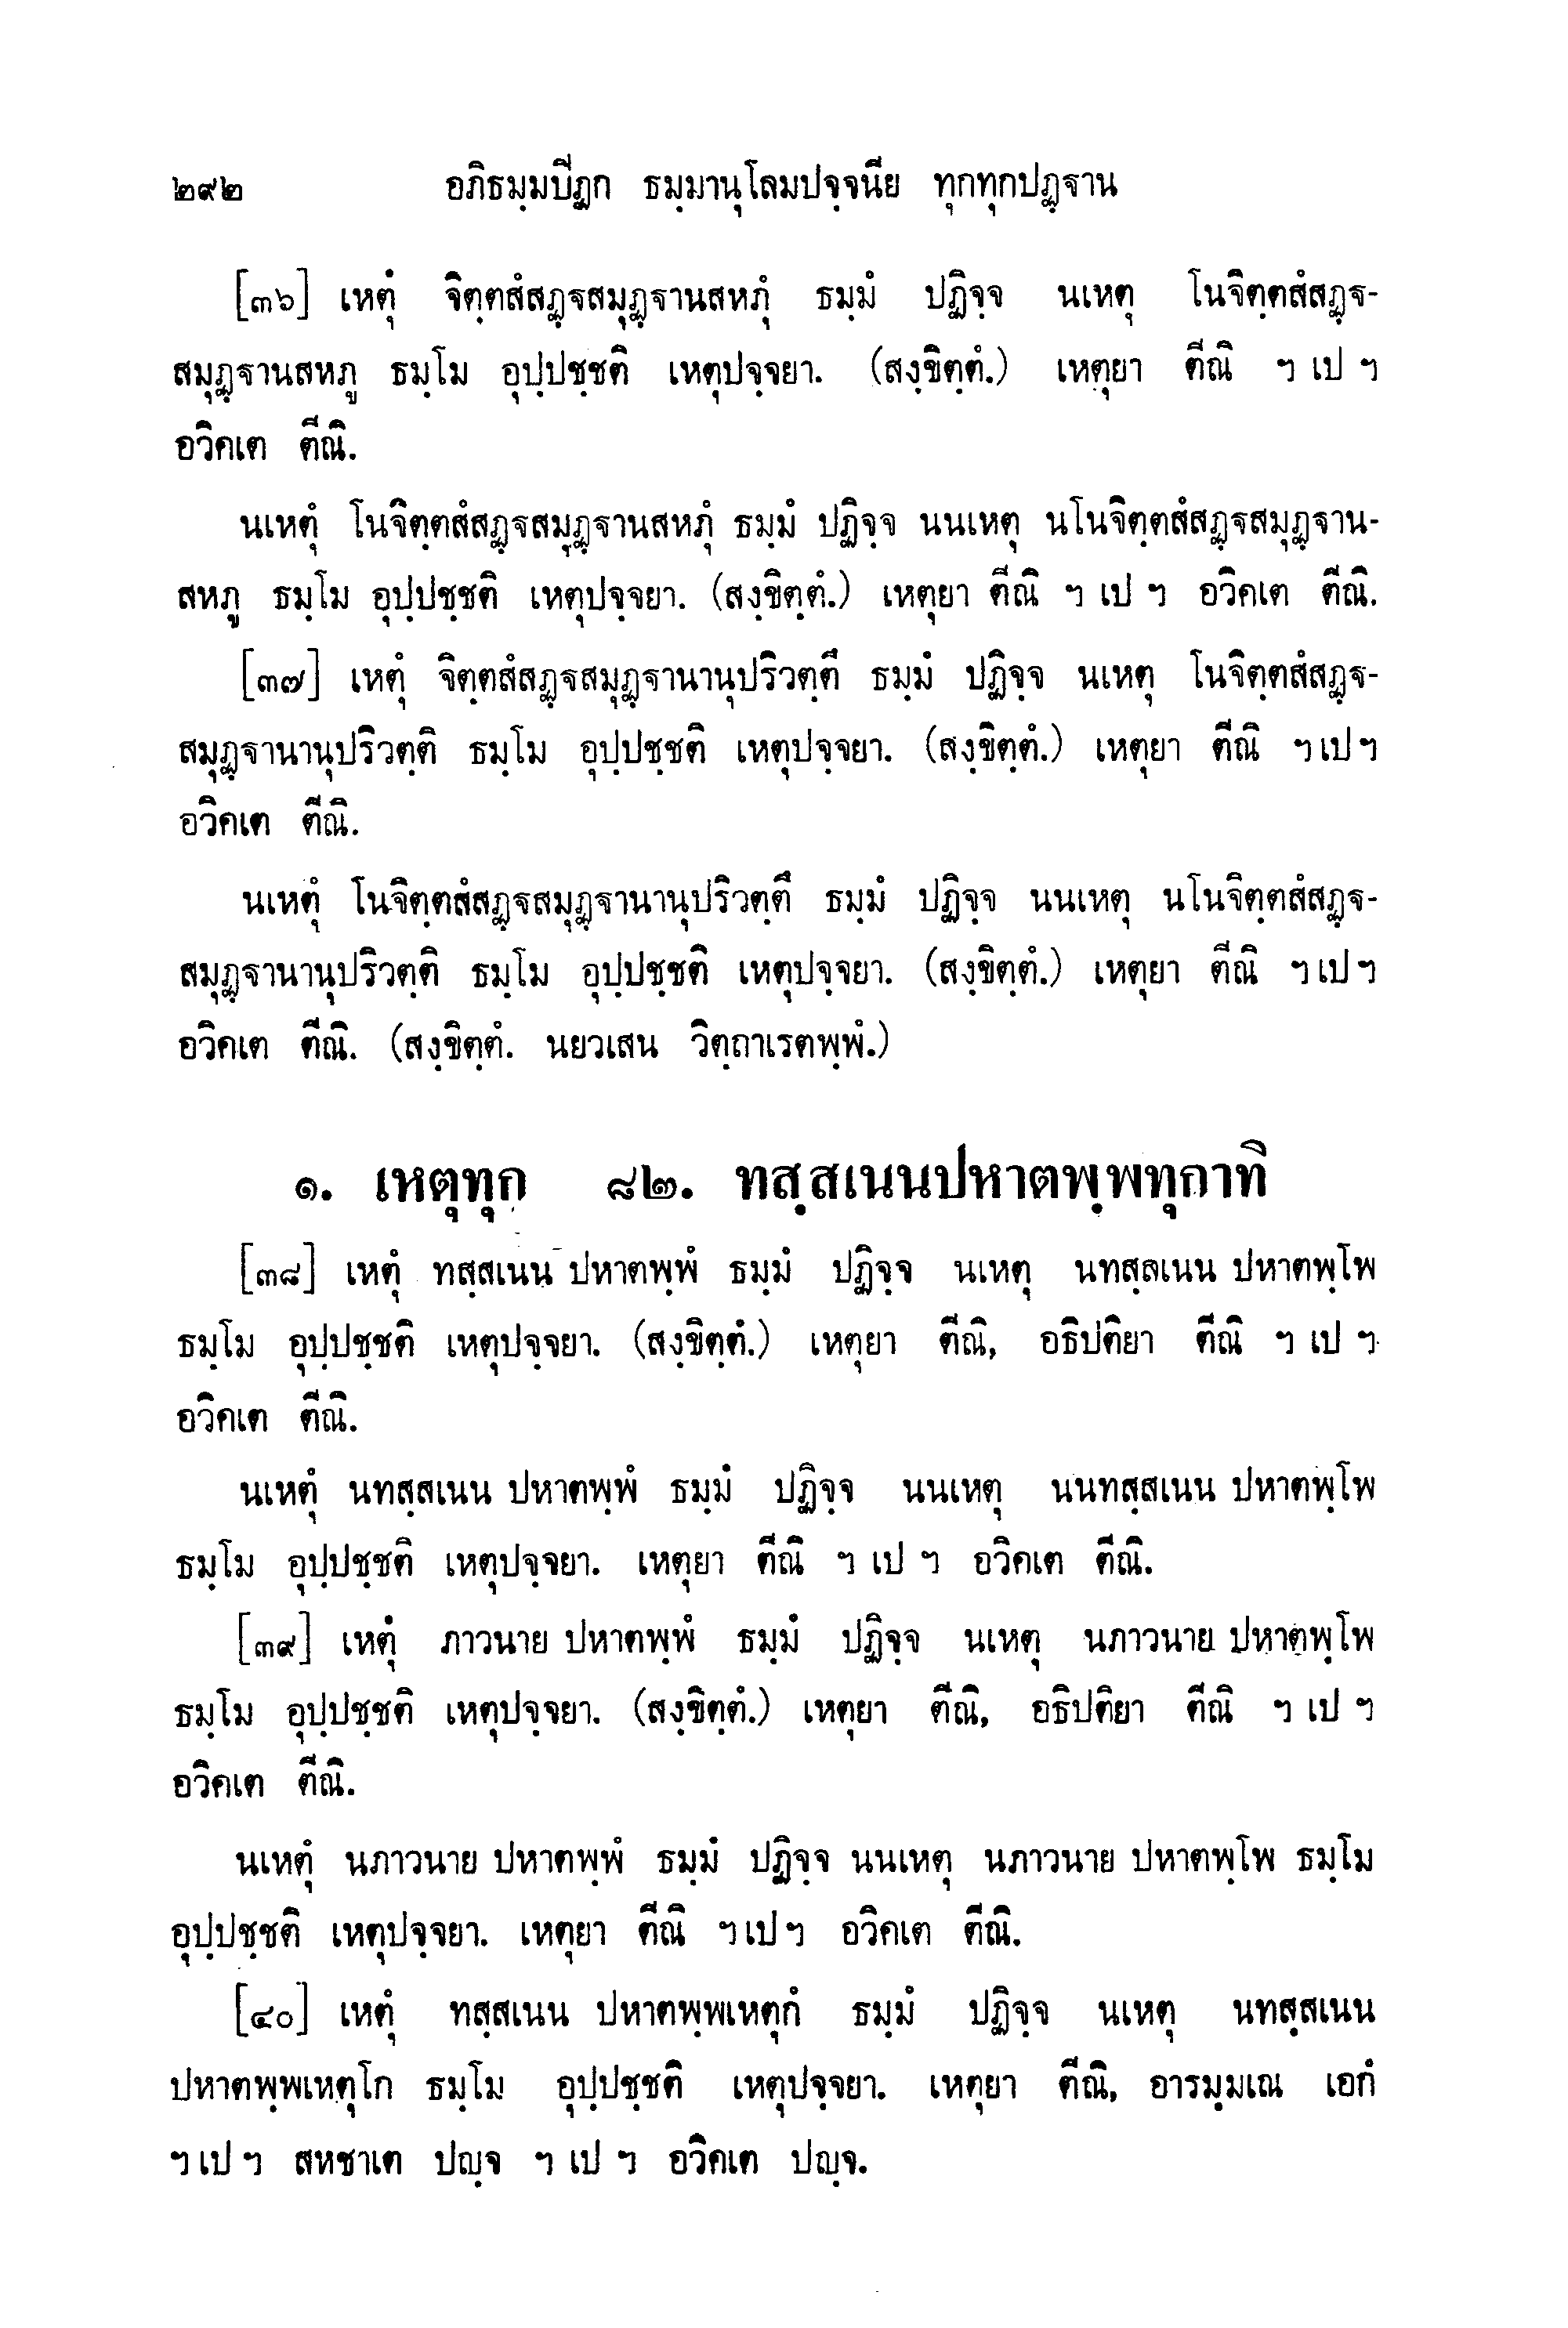 ๒๙๒ อภิธมฺมปิฏก ธมฺมานุโลมปจฺจนีย ทุกทุกปฏฺฐาน
[๓๖] เหตุํ จิตฺตสํสฏฺฐสมุฏฺฐานสหภุํ ธมฺมํ ปฏิจฺจ นเหตุ โนจิตฺตสํสฏฺฐ-
สมุฏฺฐานสหภู ธมฺโม อุปฺปชฺชติ เหตุปจฺจยา. (สงฺขิตฺตํ.) เหตุยา ตีณิ ฯ เป ฯ
อวิคเต ตีณิ.
นเหตุํ โนจิตฺตสํสฏฺฐสมุฏฺฐานสหภุํ ธมฺมํ ปฏิจฺจ นนเหตุ นโนจิตฺตสํสฏฺฐสมุฏฺฐาน-
สหภู ธมฺโม อุปฺปชฺชติ เหตุปจฺจยา. (สงฺขิตฺตํ.) เหตุยา ตีณิ ฯ เป ฯ อวิคเต ตีณิ.
[๓๗] เหตุํ จิตฺตสํสฏฺฐสมุฏฺฐานานุปริวตฺตึ ธมฺมํ ปฏิจฺจ นเหตุ โนจิตฺตสํสฏฺฐ-
สมุฏฺฐานานุปริวตฺติ ธมฺโม อุปฺปชฺชติ เหตุปจฺจยา. (สงฺขิตฺตํ.) เหตุยา ตีณิ ฯ เป ฯ
อวิคเต ตีณิ.
นเหตุํ โนจิตฺตสํสฏฺฐสมุฏฺฐานานุปริวตฺตึ ธมฺมํ ปฏิจฺจ นนเหตุ นโนจิตฺตสํสฏฺฐ-
สมุฏฺฐานานุปริวตฺติ ธมฺโม อุปฺปชฺชติ เหตุปจฺจยา. (สงฺขิตฺตํ.) เหตุยา ตีณิ ฯ เป ฯ
อวิคเต ตีณิ. (สงฺขิตฺตํ. นยวเสน วิตฺถาเรตพฺพํ.)
๑. เหตุทุก ๘๒. ทสฺสเนนปหาตพฺพทุกาทิ
[๓๘] เหตุํ ทสฺสเนน ปหาตพฺพํ ธมฺมํ ปฏิจฺจ นเหตุ นทสฺสเนน ปหาตพฺโพ
ธมฺโม อุปฺปชฺชติ เหตุปจฺจยา. (สงฺขิตฺตํ.) เหตุยา ตีณิ, อธิปติยา ตีณิ ฯ เป ฯ
อวิคเต ตีณิ.
นเหตุํ นทสฺสเนน ปหาตพฺพํ ธมฺมํ ปฏิจฺจ นนเหตุ นนทสฺสเนน ปหาตพฺโพ
ธมฺโม อุปฺปชฺชติ เหตุปจฺจยา. เหตุยา ตีณิ ฯ เป ฯ อวิคเต ตีณิ.
[๓๙] เหตุํ ภาวนาย ปหาตพฺพํ ธมฺมํ ปฏิจฺจ นเหตุ นภาวนาย ปหาตพฺโพ
ธมฺโม อุปฺปชฺชติ เหตุปจฺจยา. (สงฺขิตฺตํ.) เหตุยา ตีณิ, อธิปติยา ตีณิ ฯ เป ฯ
อวิคเต ตีณิ.
นเหตุํ นภาวนาย ปหาตพฺพํ ธมฺมํ ปฏิจฺจ นนเหตุ นภาวนาย ปหาตพฺโพ ธมฺโม
อุปฺปชฺชติ เหตุปจฺจยา. เหตุยา ตีณิ ฯ เป ฯ อวิคเต ตีณิ.
[๔๐] เหตุํ ทสฺสเนน ปหาตพฺพเหตุกํ ธมฺมํ ปฏิจฺจ นเหตุ นทสฺสเนน
ปหาตพฺพเหตุโก ธมฺโม อุปฺปชฺชติ เหตุปจฺจยา. เหตุยา ตีณิ, อารมฺมเณ เอกํ
ฯ เป ฯ สหชาเต ปญฺจ ฯ เป ฯ อวิคเต ปญฺจ.